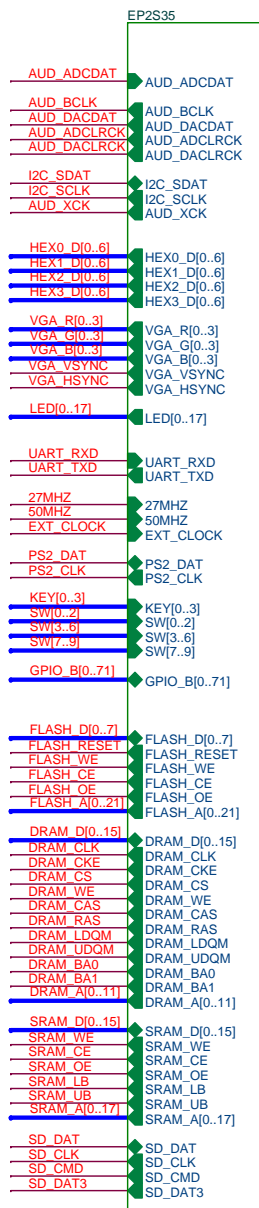 EP2S35
AUD_ADCDAT AUD_ADCDAT
AUD_BCLK AUD_BCLK
AUD_DACDAT AUD_DACDAT
AUD_ADCLRCK AUD_ADCLRCK
AUD_DACLRCK AUD_DACLRCK
I2C_SDAT I2C_SDAT
I2C_SCLK I2C_SCLK
AUD_XCK AUD_XCK
HEX0_D[0..6] HEX0_D[0..6]
HEX1_D[0..6] HEX1_D[0..6]
HEX2_D[0..6] HEX2_D[0..6]
HEX3_D[0..6] HEX3_D[0..6]
VGA_R[0..3] VGA_R[0..3]
VGA_G[0..3] VGA_G[0..3]
VGA_B[0..3] VGA_B[0..3]
VGA_VSYNC VGA_VSYNC
VGA_HSYNC VGA_HSYNC
LED[0..17] LED[0..17]
UART_RXD UART_RXD
UART_TXD UART_TXD
27MHZ 27MHZ
50MHZ 50MHZ
EXT_CLOCK EXT_CLOCK
PS2_DAT PS2_DAT
PS2_CLK PS2_CLK
KEY[0..3] KEY[0..3]
SW[0..2] SW[0..2]
SW[3..6] SW[3..6]
SW[7..9] SW[7..9]
GPIO_B[0..71] GPIO_B[0..71]
FLASH_D[0..7] FLASH_D[0..7]
FLASH_RESET FLASH_RESET
FLASH_WE FLASH_WE
FLASH_CE FLASH_CE
FLASH_OE FLASH_OE
FLASH_A[0..21] FLASH_A[0..21]
DRAM_D[0..15] DRAM_D[0..15]
DRAM_CLK DRAM_CLK
DRAM_CKE DRAM_CKE
DRAM_CS DRAM_CS
DRAM_WE DRAM_WE
DRAM_CAS DRAM_CAS
DRAM_RAS DRAM_RAS
DRAM_LDQM DRAM_LDQM
DRAM_UDQM DRAM_UDQM
DRAM_BA0 DRAM_BA0
DRAM_BA1 DRAM_BA1
DRAM_A[0..11] DRAM_A[0..11]
SRAM_D[0..15] SRAM_D[0..15]
SRAM_WE SRAM_WE
SRAM_CE SRAM_CE
SRAM_OE SRAM_OE
SRAM_LB SRAM_LB
SRAM_UB SRAM_UB
SRAM_A[0..17] SRAM_A[0..17]
SD_DAT SD_DAT
SD_CLK SD_CLK
SD_CMD SD_CMD
SD_DAT3 SD_DAT3